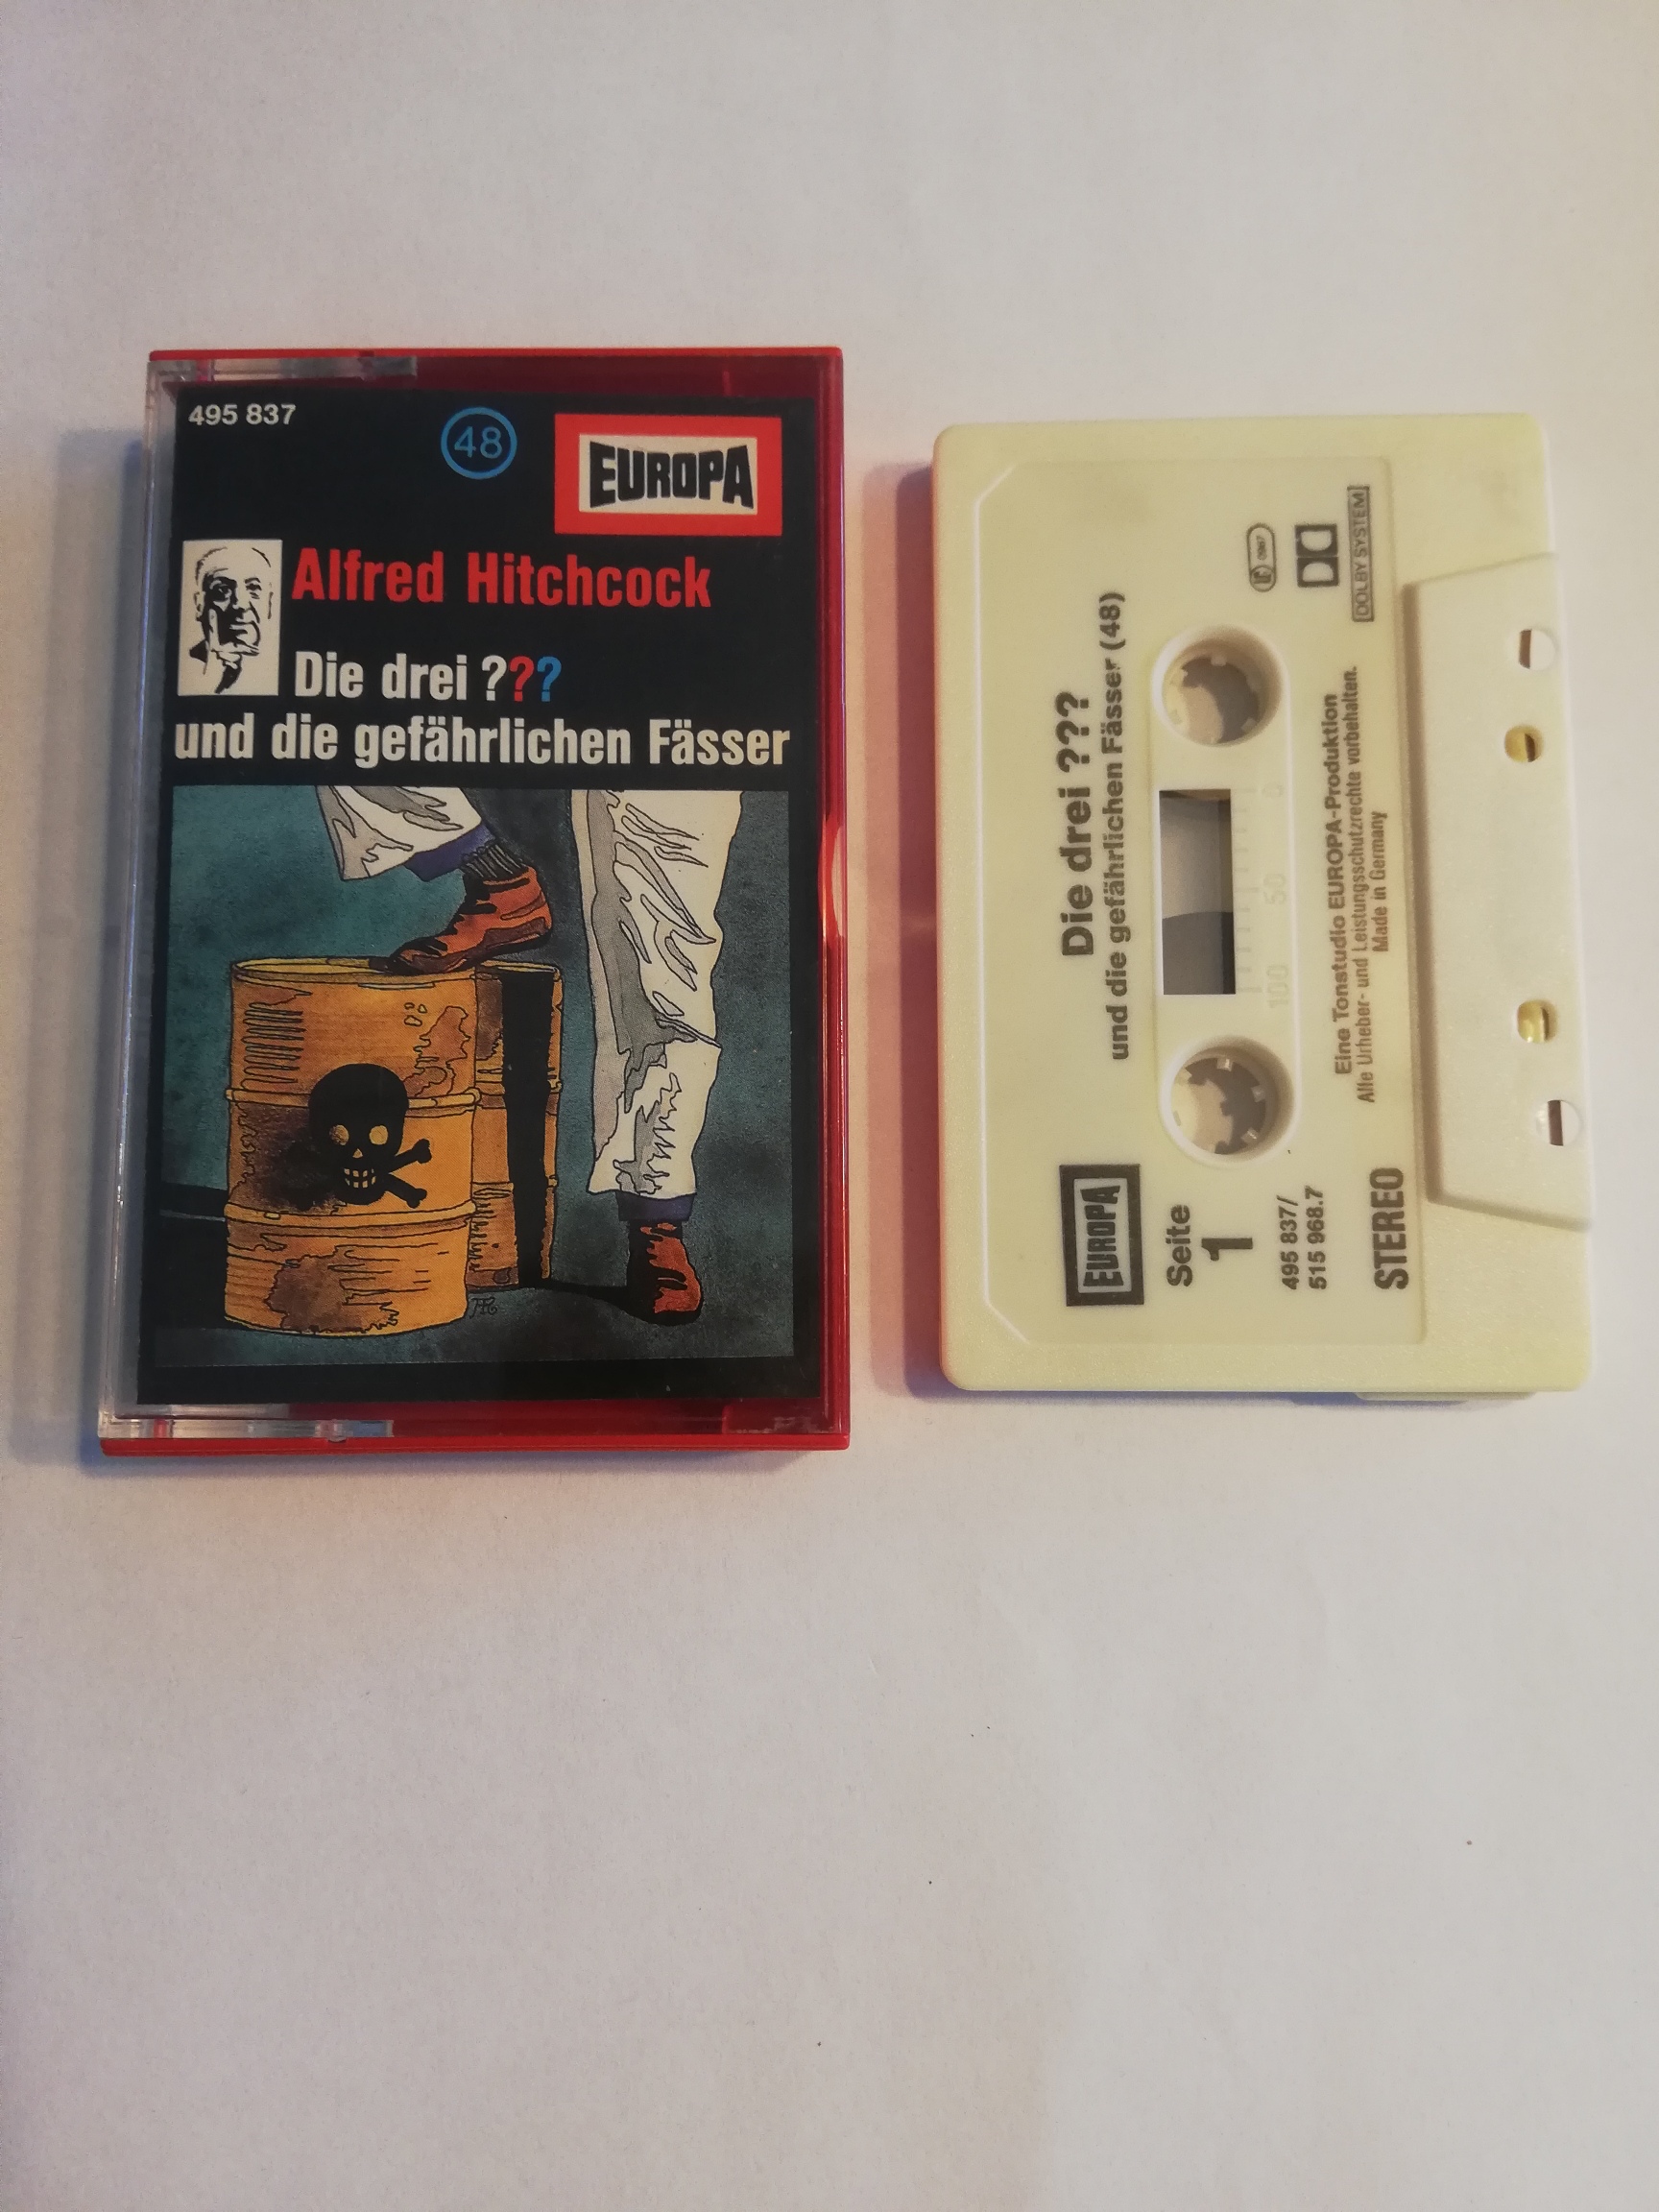 495 837
48
EUROPA
Alfred Hitchcock
Die drei ???
und die gefährlichen Fässer
Die drei ???
und die gefährlichen Fässer (48)
EUROPA
Seite
1
495 837/
515 968.7
STEREO
100 50 0
Eine Tonstudio EUROPA-Produktion
Alle Urheber- und Leistungsschutzrechte vorbehalten.
Made in Germany
DOLBY SYSTEM